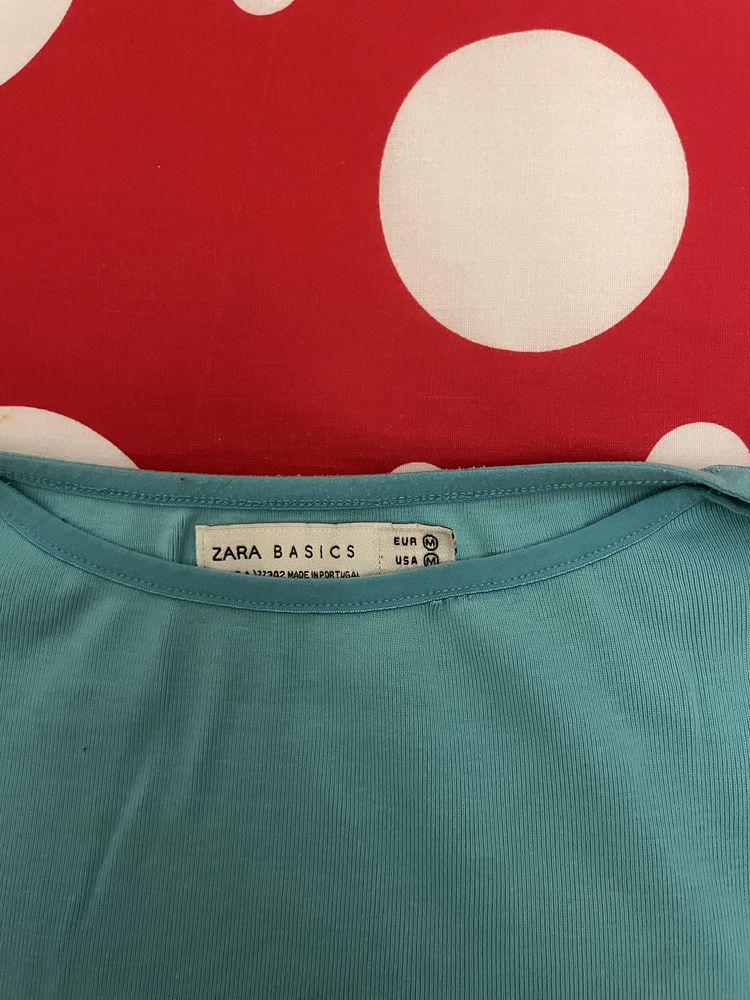 ZARA BASICS
EUR M
USA M
MADE IN PORTUGAL